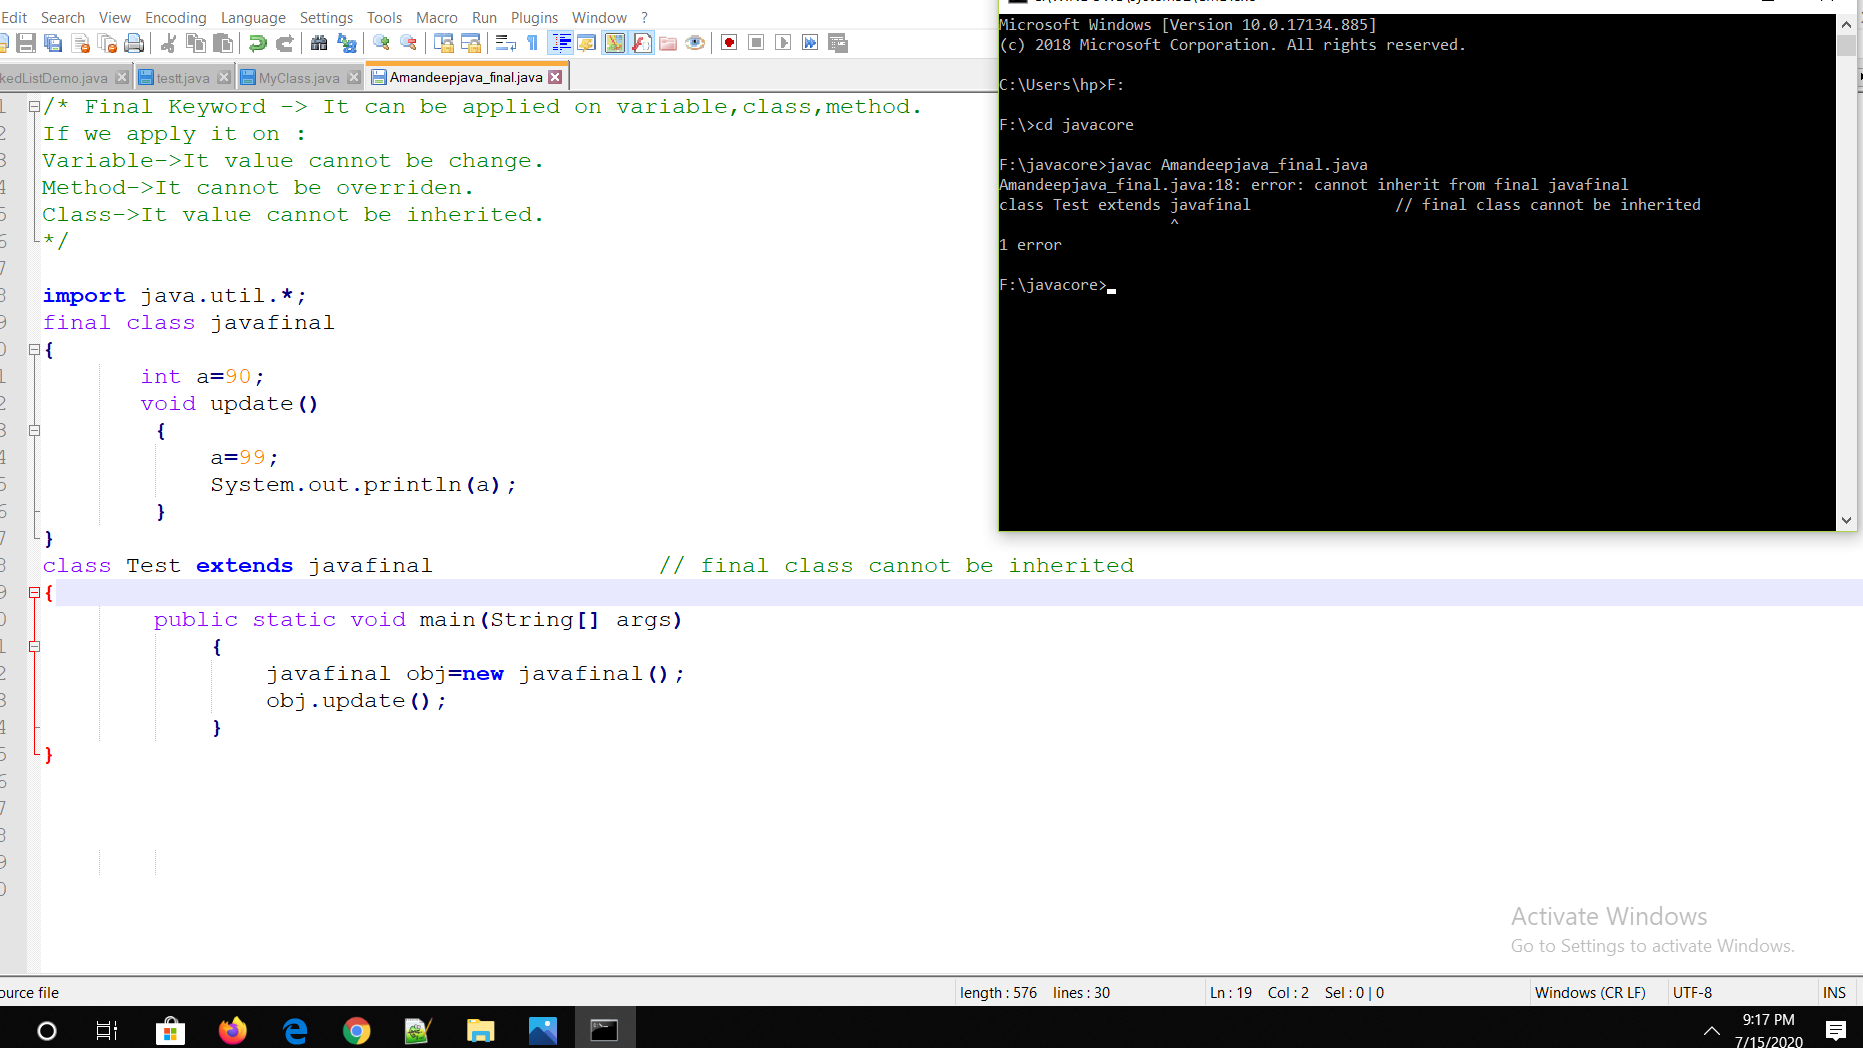 Edit Search View Encoding Language Settings Tools Macro Run Plugins Window ?
kedListDemo.java testt.java MyClass.java Amandeepjava_final.java
/* Final Keyword -> It can be applied on variable,class,method.
If we apply it on :
Variable->It value cannot be change.
Method->It cannot be overriden.
Class->It value cannot be inherited.
*/
import java.util.*;
final class javafinal
{
int a=90;
void update()
{
a=99;
System.out.println(a);
}
}
class Test extends javafinal // final class cannot be inherited
{
public static void main(String[] args)
{
javafinal obj=new javafinal();
obj.update();
}
}
Microsoft Windows [Version 10.0.17134.885]
(c) 2018 Microsoft Corporation. All rights reserved.
C:\Users\hp>F:
F:\>cd javacore
F:\javacore>javac Amandeepjava_final.java
Amandeepjava_final.java:18: error: cannot inherit from final javafinal
class Test extends javafinal // final class cannot be inherited
^
1 error
F:\javacore>
Activate Windows
Go to Settings to activate Windows.
ource file length : 576 lines : 30 Ln : 19 Col : 2 Sel : 0 | 0 Windows (CR LF) UTF-8 INS
9:17 PM
7/15/2020